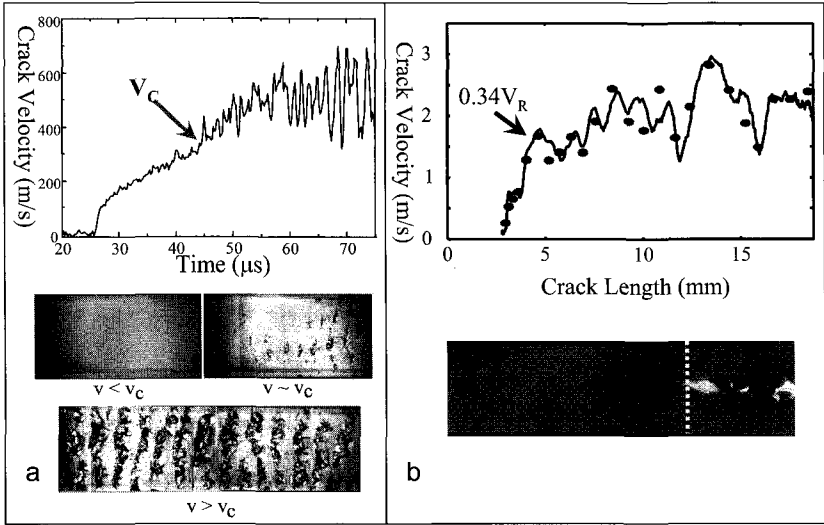 Crack Velocity
(m/s)
800
600
400
200
0
V_C
20 30 40 50 60 70
Time (µs)
v < v_C
v ~ v_C
v > v_C
a
Crack Velocity
(m/s)
3
2
1
0
0.34V_R
0 5 10 15
Crack Length (mm)
b